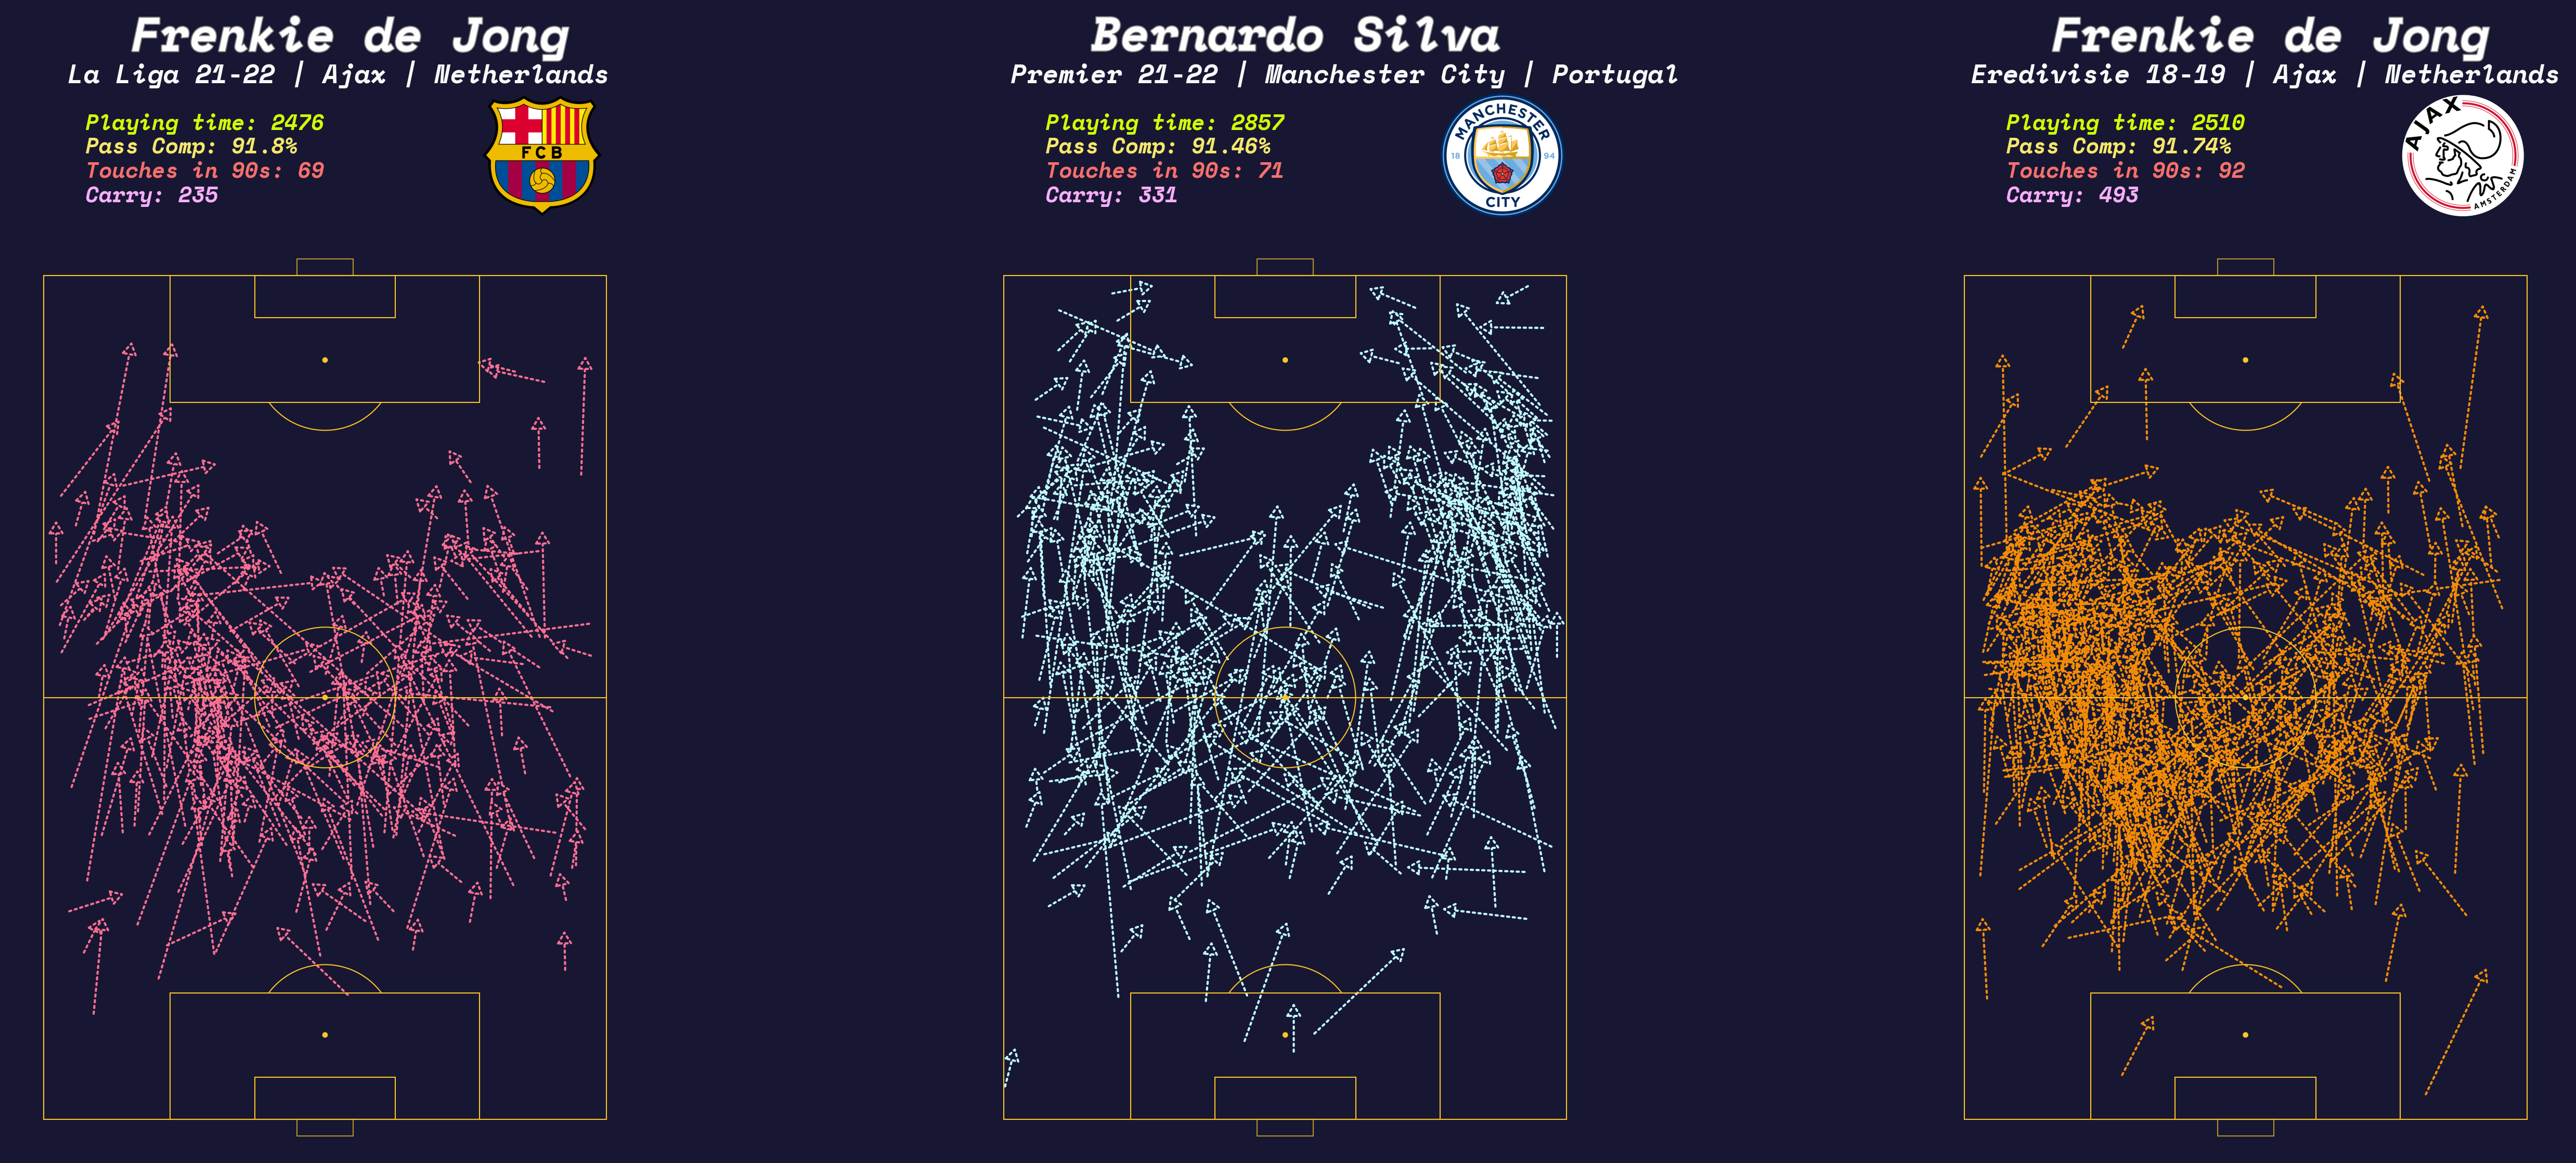 Frenkie de Jong
La Liga 21-22 | Ajax | Netherlands
Playing time: 2476
Pass Comp: 91.8%
Touches in 90s: 69
Carry: 235
FCB
Bernardo Silva
Premier 21-22 | Manchester City | Portugal
Playing time: 2857
Pass Comp: 91.46%
Touches in 90s: 71
Carry: 331
MANCHESTER
18 94
CITY
Frenkie de Jong
Eredivisie 18-19 | Ajax | Netherlands
Playing time: 2510
Pass Comp: 91.74%
Touches in 90s: 92
Carry: 493
AJAX
AMSTERDAM